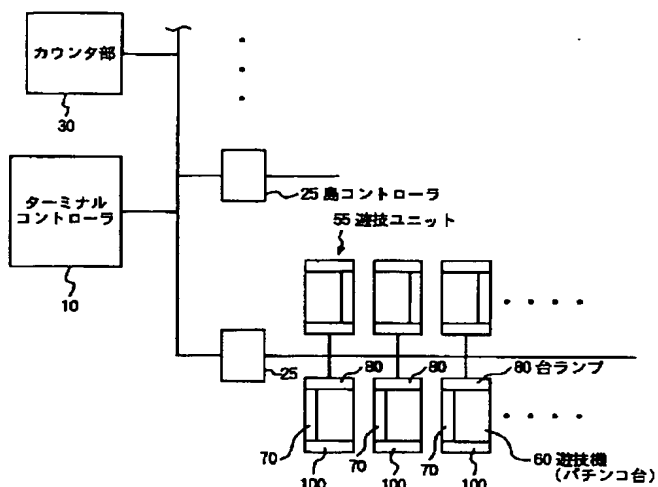 カウンタ部
30
ターミナル
コントローラ
10
25 島コントローラ
55 遊技ユニット
25
80
80
80 台ランプ
70
70
70
60 遊技機
(パチンコ台)
100
100
100